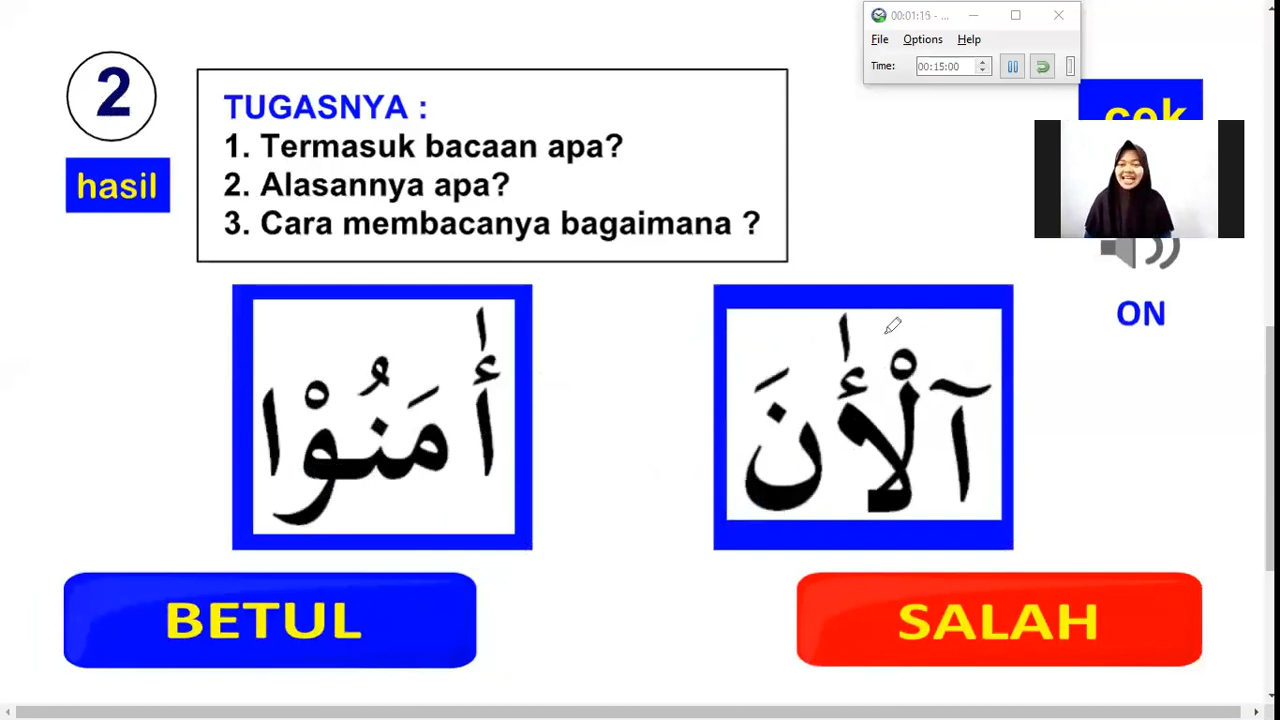 00:01:15 - ...
File Options Help
Time: 00:15:00
2
hasil
TUGASNYA :
1. Termasuk bacaan apa?
2. Alasannya apa?
3. Cara membacanya bagaimana ?
cek
ON
أٰمَنُوْا
آلْأٰنَ
BETUL
SALAH